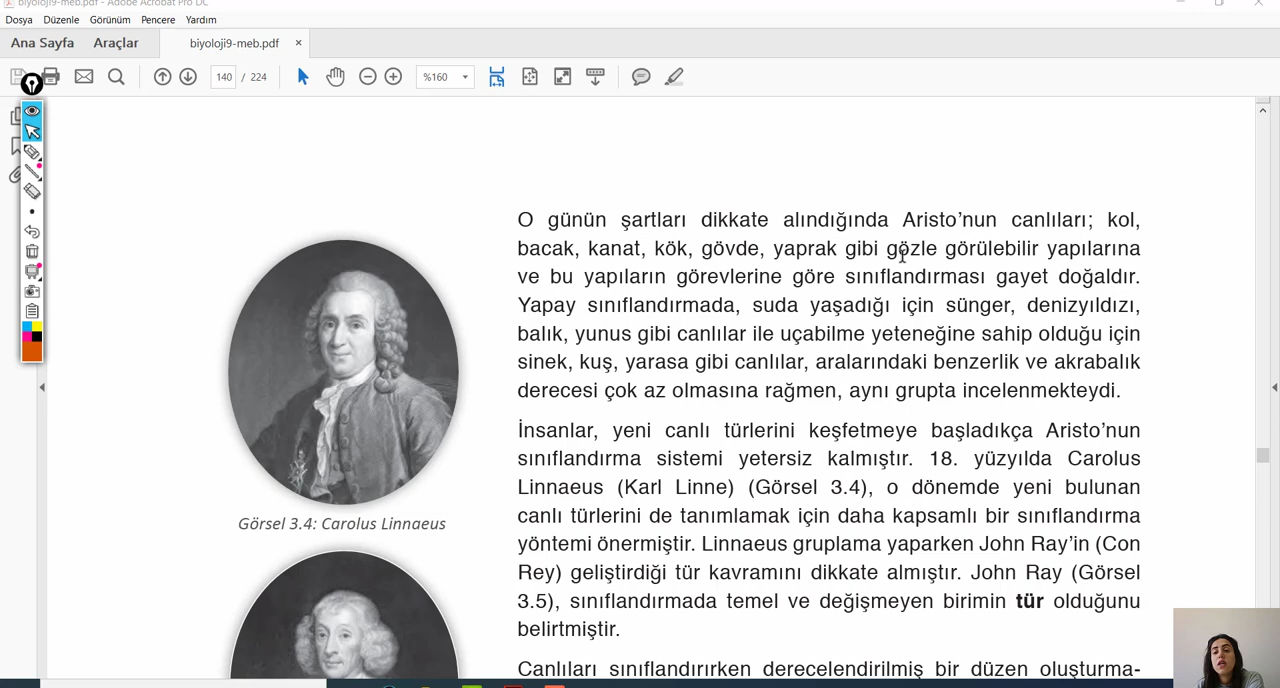 biyoloji9-meb.pdf - Adobe Acrobat Pro DC
Dosya Düzenle Görünüm Pencere Yardım
Ana Sayfa Araçlar biyoloji9-meb.pdf ×
140 / 224 %160
O günün şartları dikkate alındığında Aristo’nun canlıları; kol,
bacak, kanat, kök, gövde, yaprak gibi gözle görülebilir yapılarına
ve bu yapıların görevlerine göre sınıflandırması gayet doğaldır.
Yapay sınıflandırmada, suda yaşadığı için sünger, denizyıldızı,
balık, yunus gibi canlılar ile uçabilme yeteneğine sahip olduğu için
sinek, kuş, yarasa gibi canlılar, aralarındaki benzerlik ve akrabalık
derecesi çok az olmasına rağmen, aynı grupta incelenmekteydi.
İnsanlar, yeni canlı türlerini keşfetmeye başladıkça Aristo’nun
sınıflandırma sistemi yetersiz kalmıştır. 18. yüzyılda Carolus
Linnaeus (Karl Linne) (Görsel 3.4), o dönemde yeni bulunan
canlı türlerini de tanımlamak için daha kapsamlı bir sınıflandırma
yöntemi önermiştir. Linnaeus gruplama yaparken John Ray’in (Con
Rey) geliştirdiği tür kavramını dikkate almıştır. John Ray (Görsel
3.5), sınıflandırmada temel ve değişmeyen birimin tür olduğunu
belirtmiştir.
Canlıları sınıflandırırken derecelendirilmiş bir düzen oluşturma-
Görsel 3.4: Carolus Linnaeus